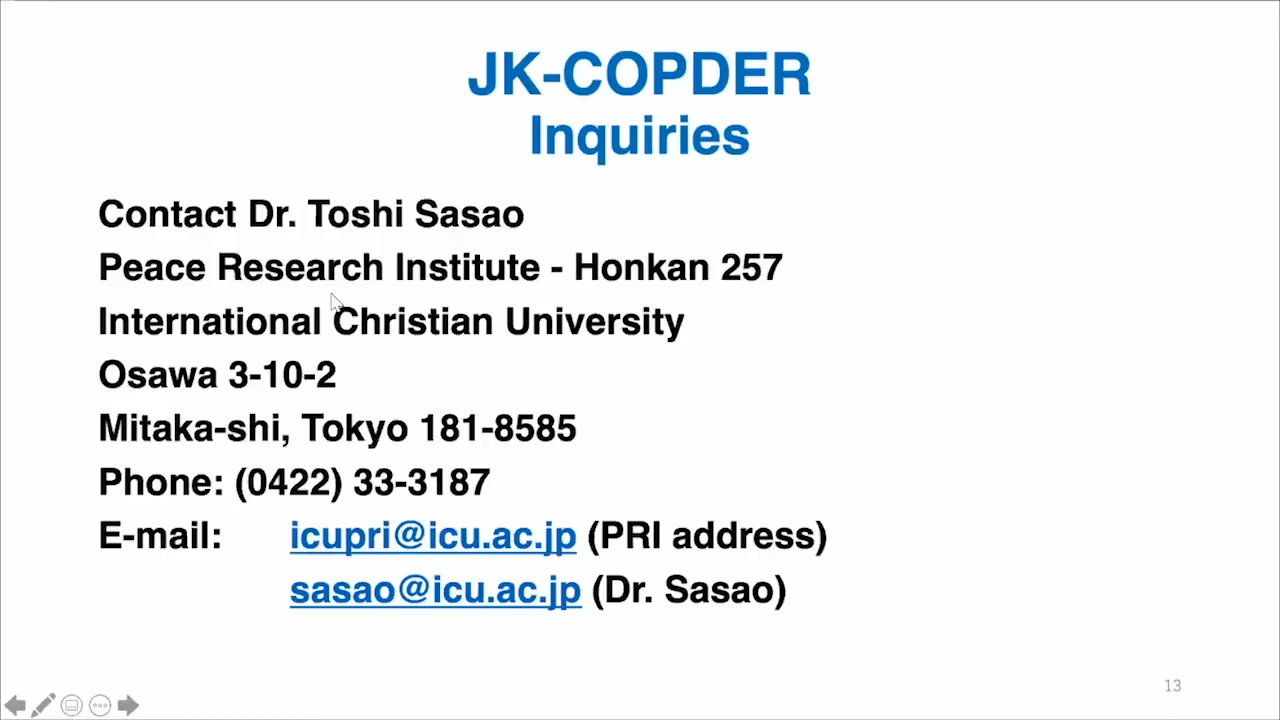 JK-COPDER
Inquiries
Contact Dr. Toshi Sasao
Peace Research Institute - Honkan 257
International Christian University
Osawa 3-10-2
Mitaka-shi, Tokyo 181-8585
Phone: (0422) 33-3187
E-mail: icupri@icu.ac.jp (PRI address)
sasao@icu.ac.jp (Dr. Sasao)
13